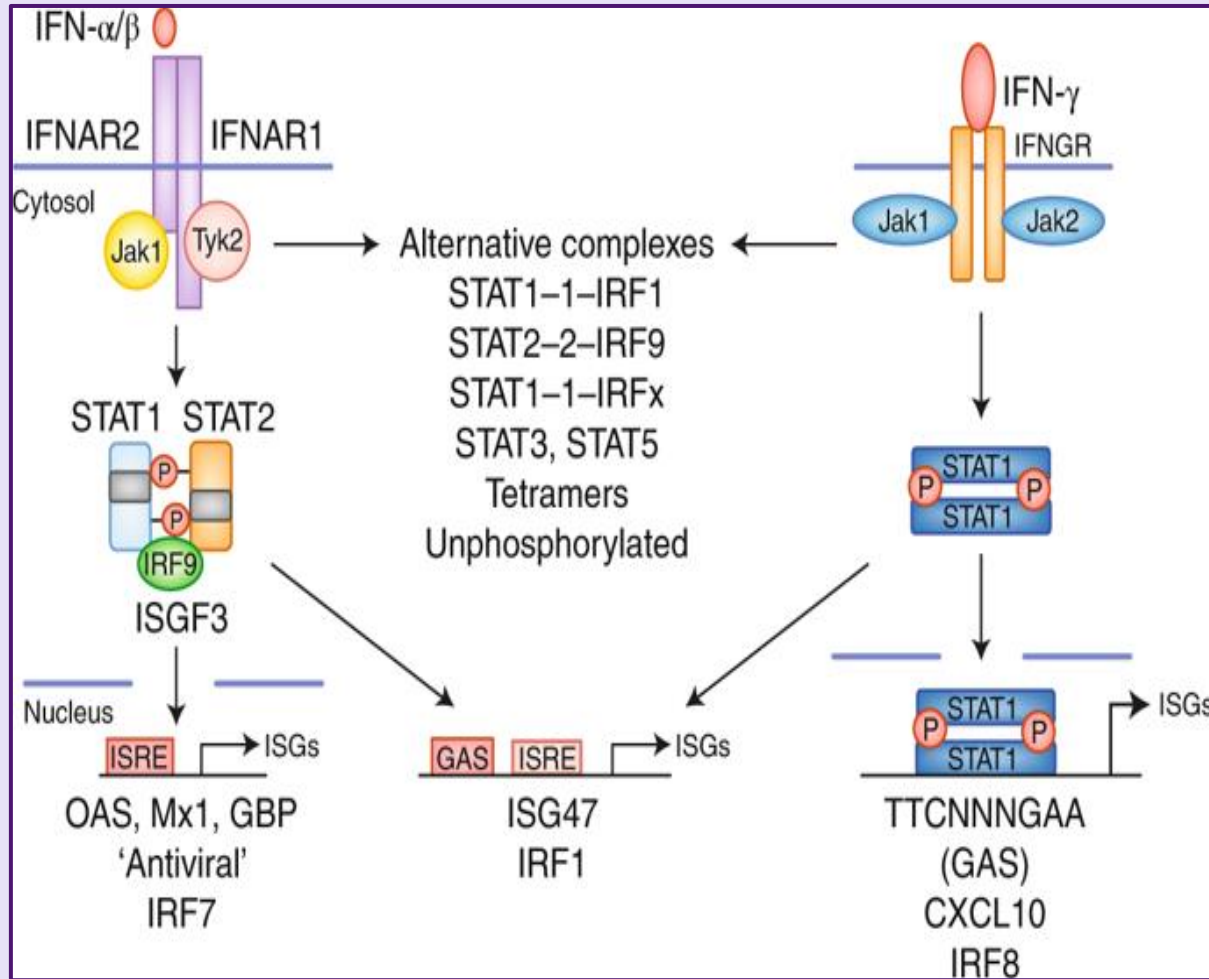 IFN-α/β
IFNAR2
IFNAR1
Cytosol
Jak1
Tyk2
IFN-γ
IFNGR
Jak1
Jak2
Alternative complexes
STAT1–1–IRF1
STAT2–2–IRF9
STAT1–1–IRFx
STAT3, STAT5
Tetramers
Unphosphorylated
STAT1 STAT2
P
P
IRF9
ISGF3
STAT1
P P
STAT1
Nucleus
ISRE
ISGs
OAS, Mx1, GBP
'Antiviral'
IRF7
GAS ISRE
ISGs
ISG47
IRF1
STAT1
P P
STAT1
ISGs
TTCNNNGAA
(GAS)
CXCL10
IRF8